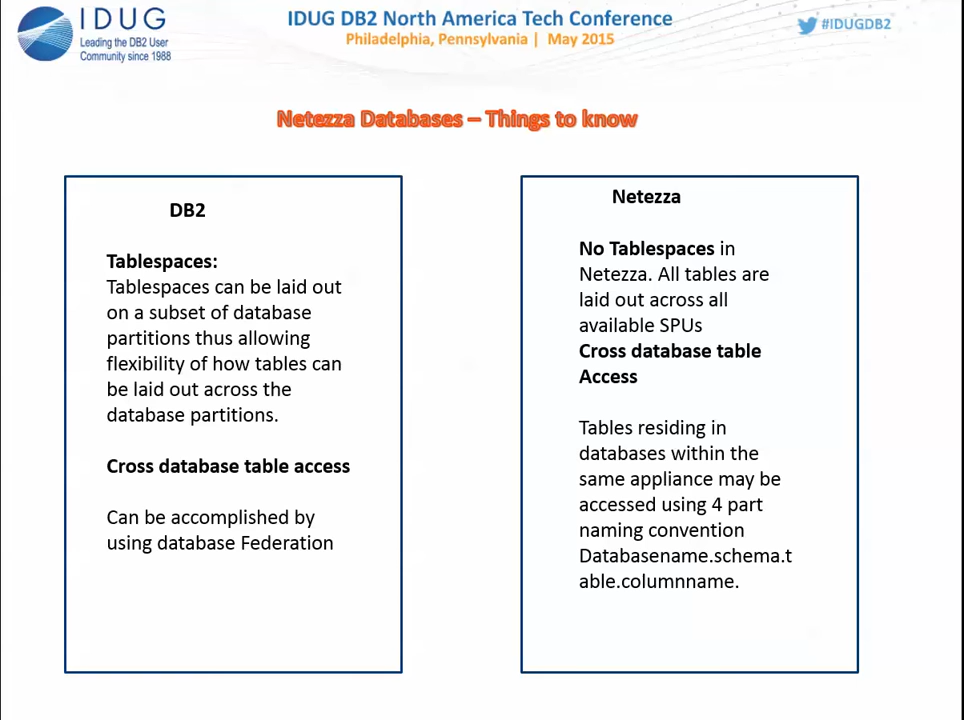 IDUG
Leading the DB2 User
Community since 1988
IDUG DB2 North America Tech Conference
Philadelphia, Pennsylvania | May 2015
#IDUGDB2
Netezza Databases – Things to know
DB2
Tablespaces:
Tablespaces can be laid out
on a subset of database
partitions thus allowing
flexibility of how tables can
be laid out across the
database partitions.
Cross database table access
Can be accomplished by
using database Federation
Netezza
No Tablespaces in
Netezza. All tables are
laid out across all
available SPUs
Cross database table
Access
Tables residing in
databases within the
same appliance may be
accessed using 4 part
naming convention
Databasename.schema.t
able.columnname.